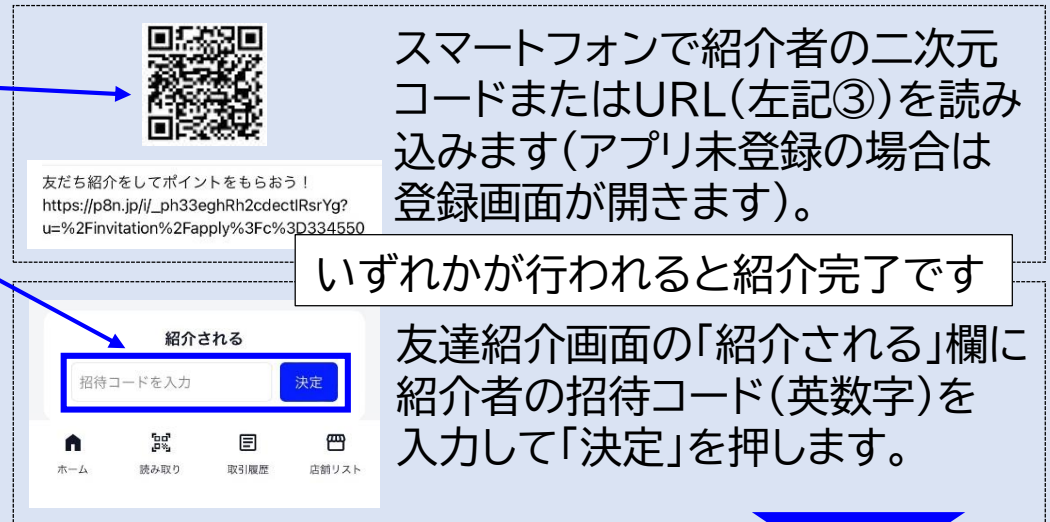 スマートフォンで紹介者の二次元
コードまたはURL(左記③)を読み
込みます(アプリ未登録の場合は
登録画面が開きます)。
友だち紹介をしてポイントをもらおう！
https://p8n.jp/i/_ph33eghRh2cdectIRsrYg?
u=%2Finvitation%2Fapply%3Fc%3D334550
いずれかが行われると紹介完了です
紹介される
招待コードを入力
決定
ホーム
読み取り
取引履歴
店舗リスト
友達紹介画面の「紹介される」欄に
紹介者の招待コード(英数字)を
入力して「決定」を押します。